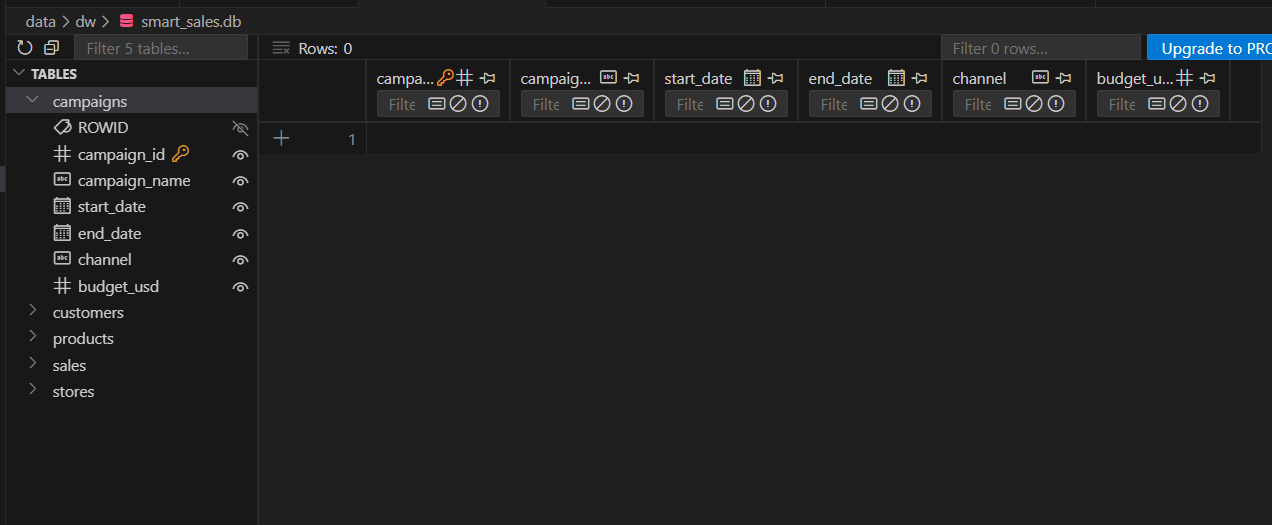 data > dw > smart_sales.db
Filter 5 tables...
Rows: 0
Filter 0 rows...
Upgrade to PRO
TABLES
campaigns
ROWID
campaign_id
campaign_name
start_date
end_date
channel
budget_usd
customers
products
sales
stores
campa...
campaig...
start_date
end_date
channel
budget_u...
Filte
Filte
Filte
Filte
Filte
Filte
1